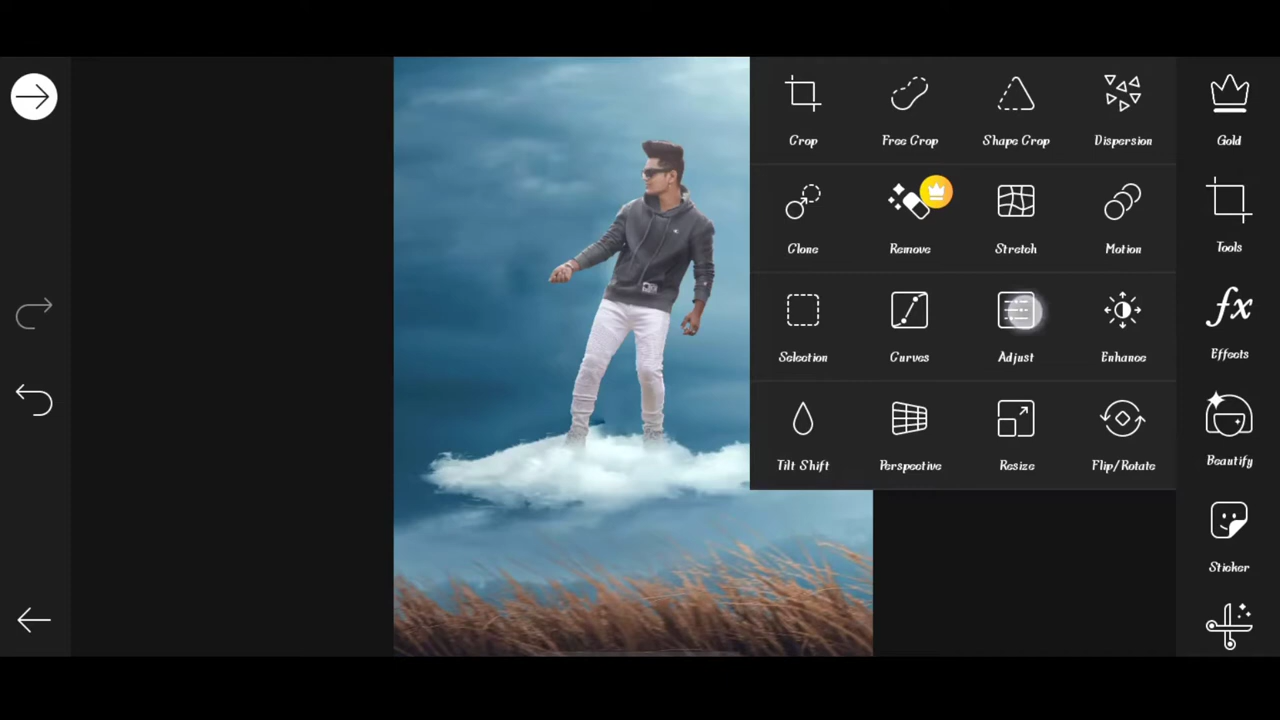 Crop
Free Crop
Shape Crop
Dispersion
Gold
Clone
Remove
Stretch
Motion
Tools
Selection
Curves
Adjust
Enhance
Effects
Tilt Shift
Perspective
Resize
Flip/Rotate
Beautify
Sticker